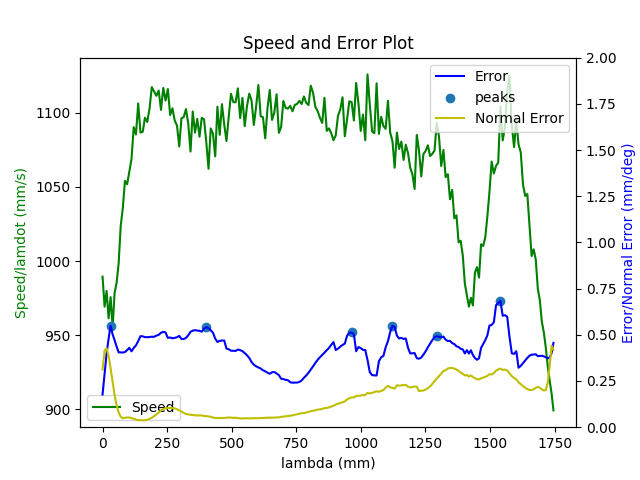 Speed and Error Plot
Error
peaks
Normal Error
Speed
Speed/lamdot (mm/s)
1100
1050
1000
950
900
2.00
1.75
1.50
1.25
1.00
0.75
0.50
0.25
0.00
Error/Normal Error (mm/deg)
0 250 500 750 1000 1250 1500 1750
lambda (mm)